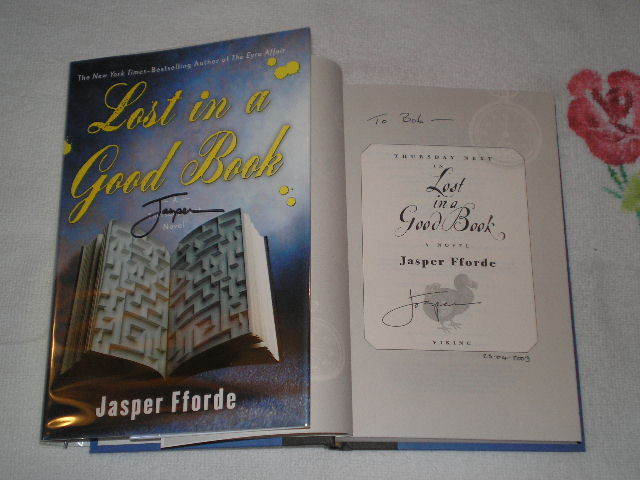 The New York Times-Bestselling Author of The Eyre Affair
Lost in a
Good Book
A
Jasper
Novel
Jasper Fforde
To Bob —
THURSDAY NEXT
IN
Lost
in a
Good Book
A NOVEL
Jasper Fforde
Jasper
VIKING